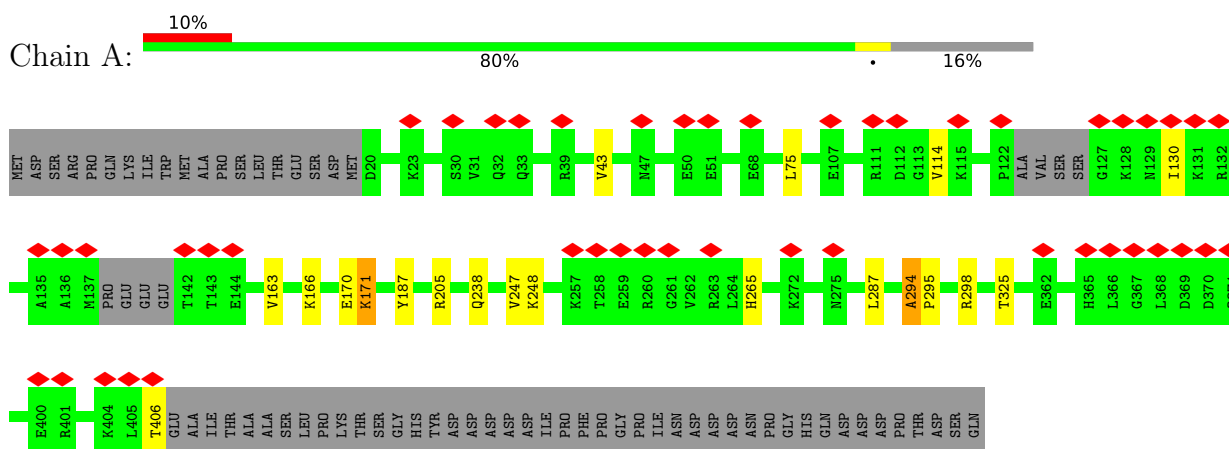 10%
Chain A:
80% • 16%
MET ASP SER ARG PRO GLN LYS ILE TRP MET ALA PRO SER LEU THR GLU SER ASP MET D20 K23 S30 V31 Q32 Q33 R39 V43 N47 E50 E51 E68 L75 E107 R111 D112 G113 V114 K115 P122 ALA VAL SER SER G127 K128 N129 I130 K131 R132
A135 A136 M137 PRO GLU GLU GLU T142 T143 E144 V163 K166 E170 K171 Y187 R205 Q238 V247 K248 K257 T258 E259 R260 G261 V262 R263 L264 H265 K272 N275 L287 A294 P295 R298 T325 E362 H365 L366 G367 L368 D369 D370
E400 R401 K404 L405 T406 GLU ALA ILE THR ALA ALA SER LEU PRO LYS THR SER GLY HIS TYR ASP ASP ASP ASP ASP ILE PRO PHE PRO GLY PRO ILE ASN ASP ASP ASN PRO GLY HIS GLN ASP ASP ASP PRO THR ASP SER GLN